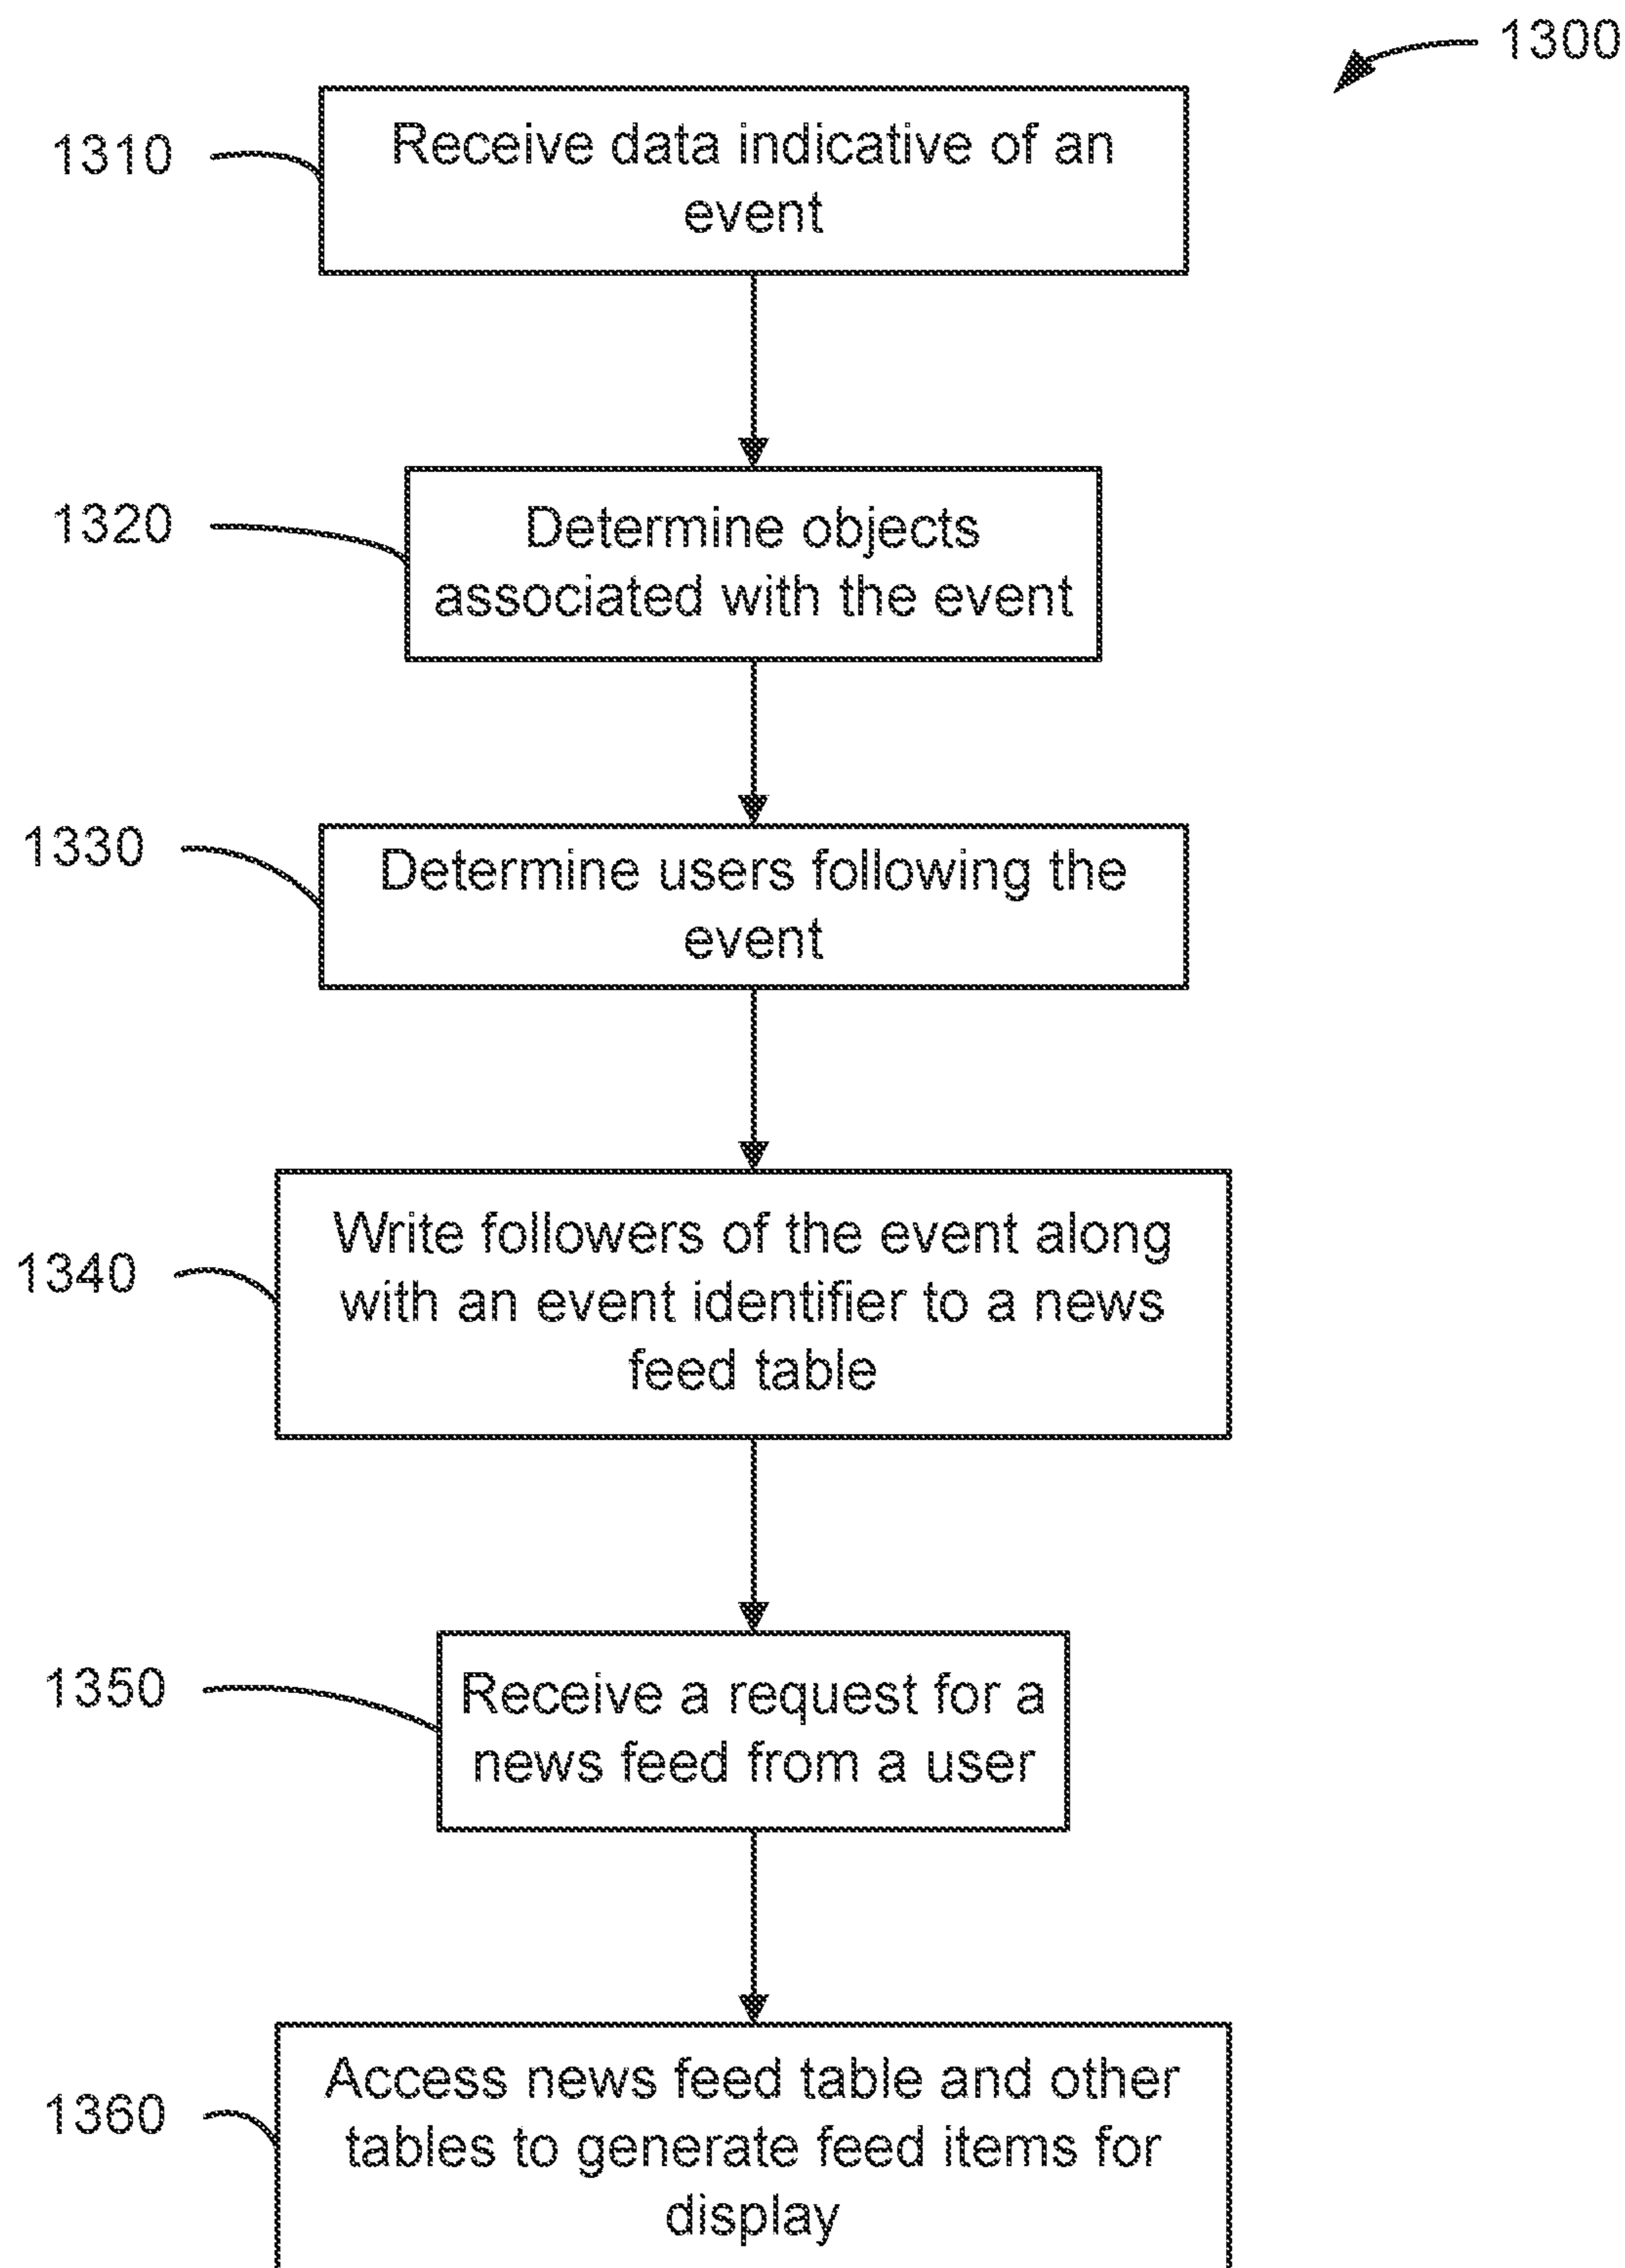 1300
1310
Receive data indicative of an
event
1320
Determine objects
associated with the event
1330
Determine users following the
event
1340
Write followers of the event along
with an event identifier to a news
feed table
1350
Receive a request for a
news feed from a user
1360
Access news feed table and other
tables to generate feed items for
display